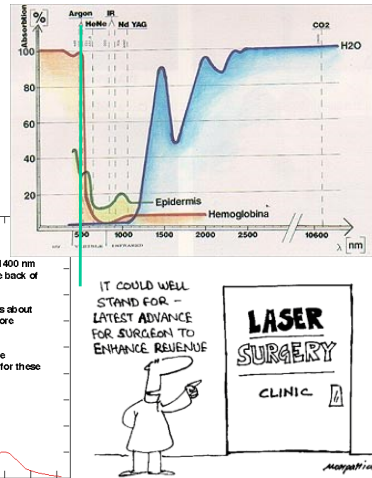 Absorbtion [%]
Argon
IR
HeNe
Nd YAG
CO2
100
H2O
80
60
40
20
Epidermis
Hemoglobina
500
1000
1500
2000
2500
10600
λ [nm]
1400 nm
back of
s about
ore
for these
IT COULD WELL
STAND FOR –
LATEST ADVANCE
FOR SURGEON TO
ENHANCE REVENUE
LASER
SURGERY
CLINIC